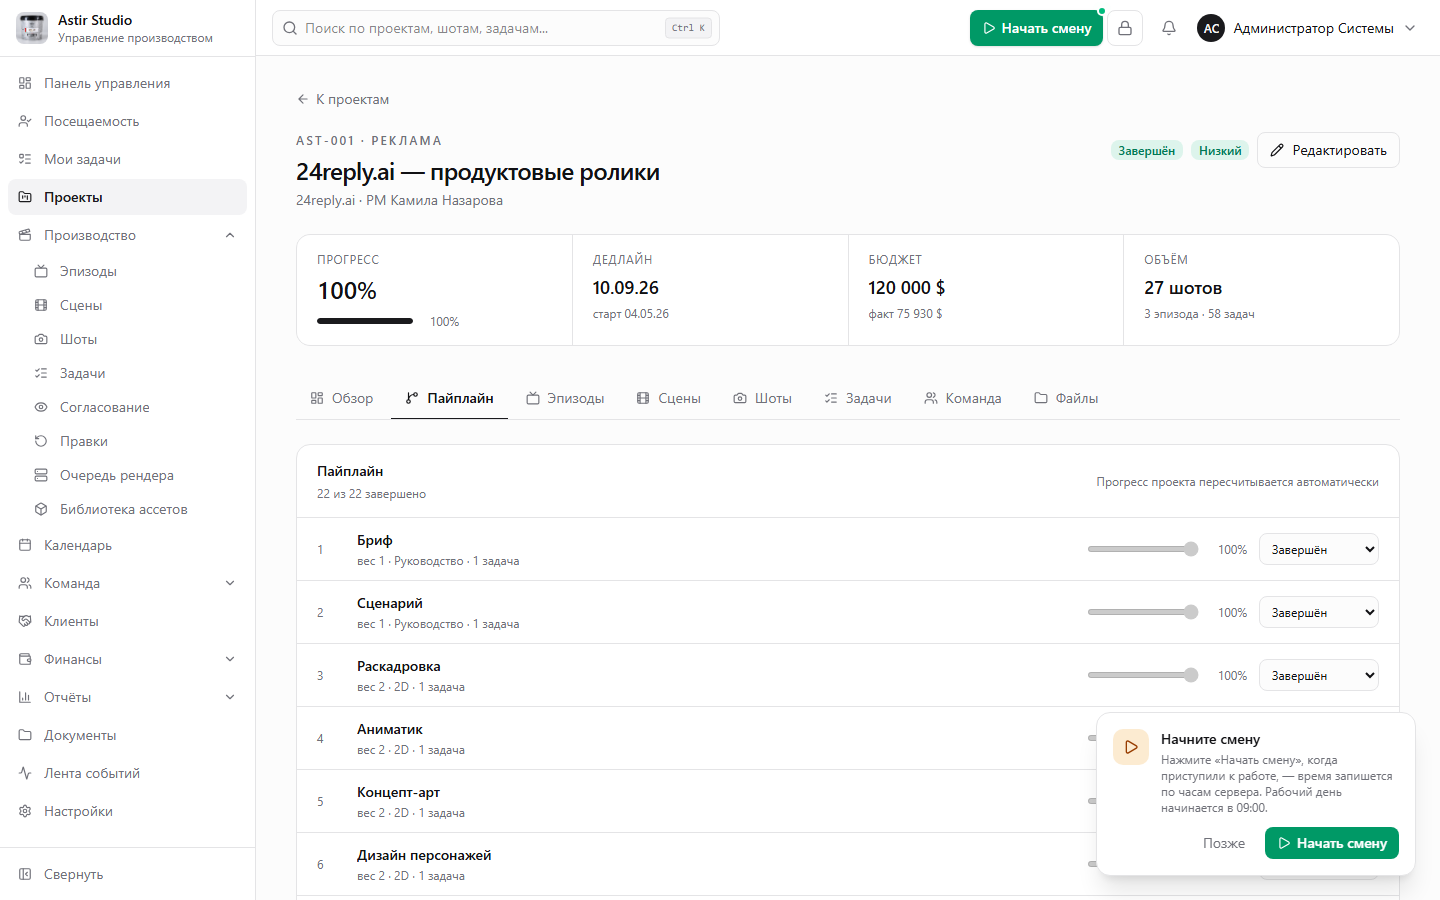 Astir Studio
Управление производством
Поиск по проектам, шотам, задачам...
Ctrl K
Начать смену
АС
Администратор Системы
Панель управления
Посещаемость
Мои задачи
Проекты
Производство
Эпизоды
Сцены
Шоты
Задачи
Согласование
Правки
Очередь рендера
Библиотека ассетов
Календарь
Команда
Клиенты
Финансы
Отчёты
Документы
Лента событий
Настройки
Свернуть
К проектам
AST-001 · РЕКЛАМА
24reply.ai — продуктовые ролики
24reply.ai · PM Камила Назарова
Завершён
Низкий
Редактировать
ПРОГРЕСС
100%
100%
ДЕДЛАЙН
10.09.26
старт 04.05.26
БЮДЖЕТ
120 000 $
факт 75 930 $
ОБЪЁМ
27 шотов
3 эпизода · 58 задач
Обзор
Пайплайн
Эпизоды
Сцены
Шоты
Задачи
Команда
Файлы
Пайплайн
22 из 22 завершено
Прогресс проекта пересчитывается автоматически
1
Бриф
вес 1 · Руководство · 1 задача
100%
Завершён
2
Сценарий
вес 1 · Руководство · 1 задача
100%
Завершён
3
Раскадровка
вес 2 · 2D · 1 задача
100%
Завершён
4
Аниматик
вес 2 · 2D · 1 задача
5
Концепт-арт
вес 2 · 2D · 1 задача
6
Дизайн персонажей
вес 2 · 2D · 1 задача
Начните смену
Нажмите «Начать смену», когда
приступили к работе, — время запишется
по часам сервера. Рабочий день
начинается в 09:00.
Позже
Начать смену